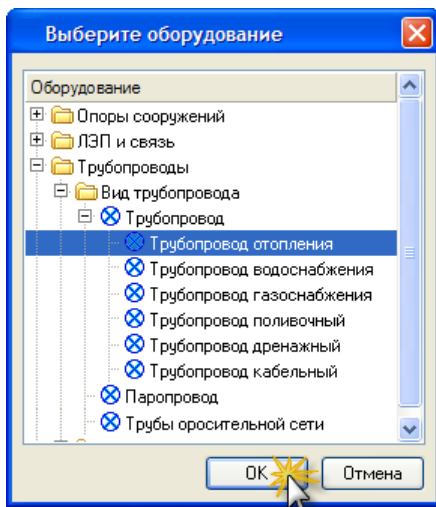 Выберите оборудование
Оборудование
Опоры сооружений
ЛЭП и связь
Трубопроводы
Вид трубопровода
Трубопровод
Трубопровод отопления
Трубопровод водоснабжения
Трубопровод газоснабжения
Трубопровод поливочный
Трубопровод дренажный
Трубопровод кабельный
Паропровод
Трубы оросительной сети
ОК Отмена